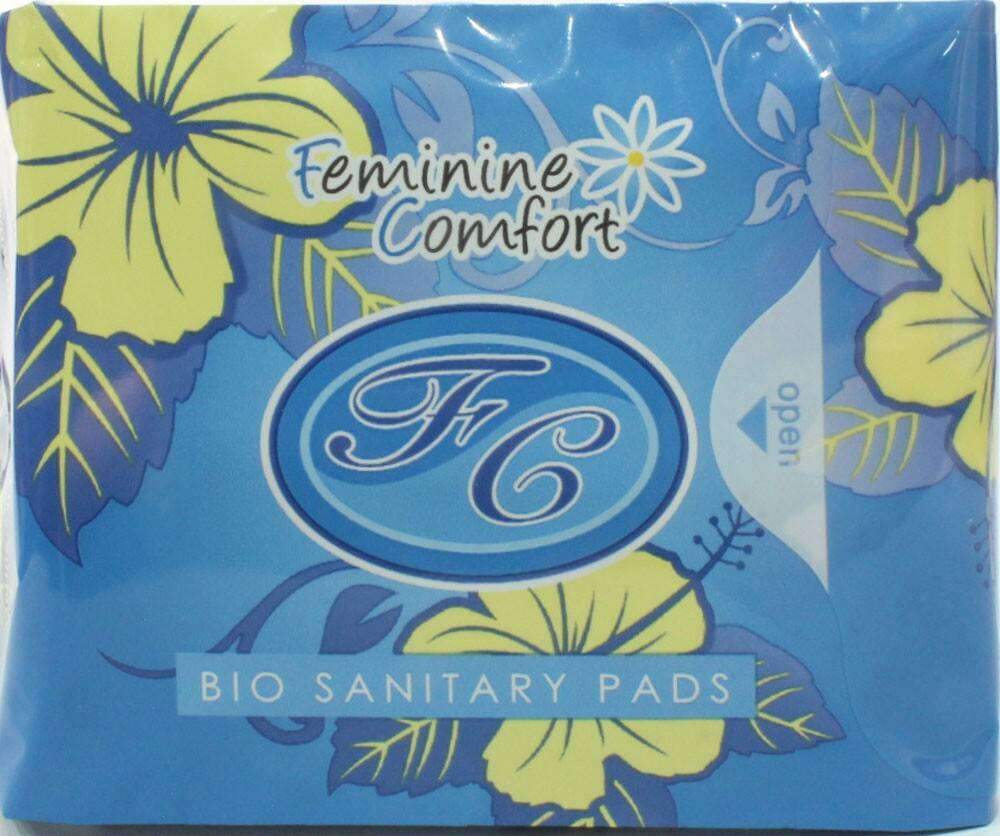 Feminine
Comfort
FC
open
BIO SANITARY PADS